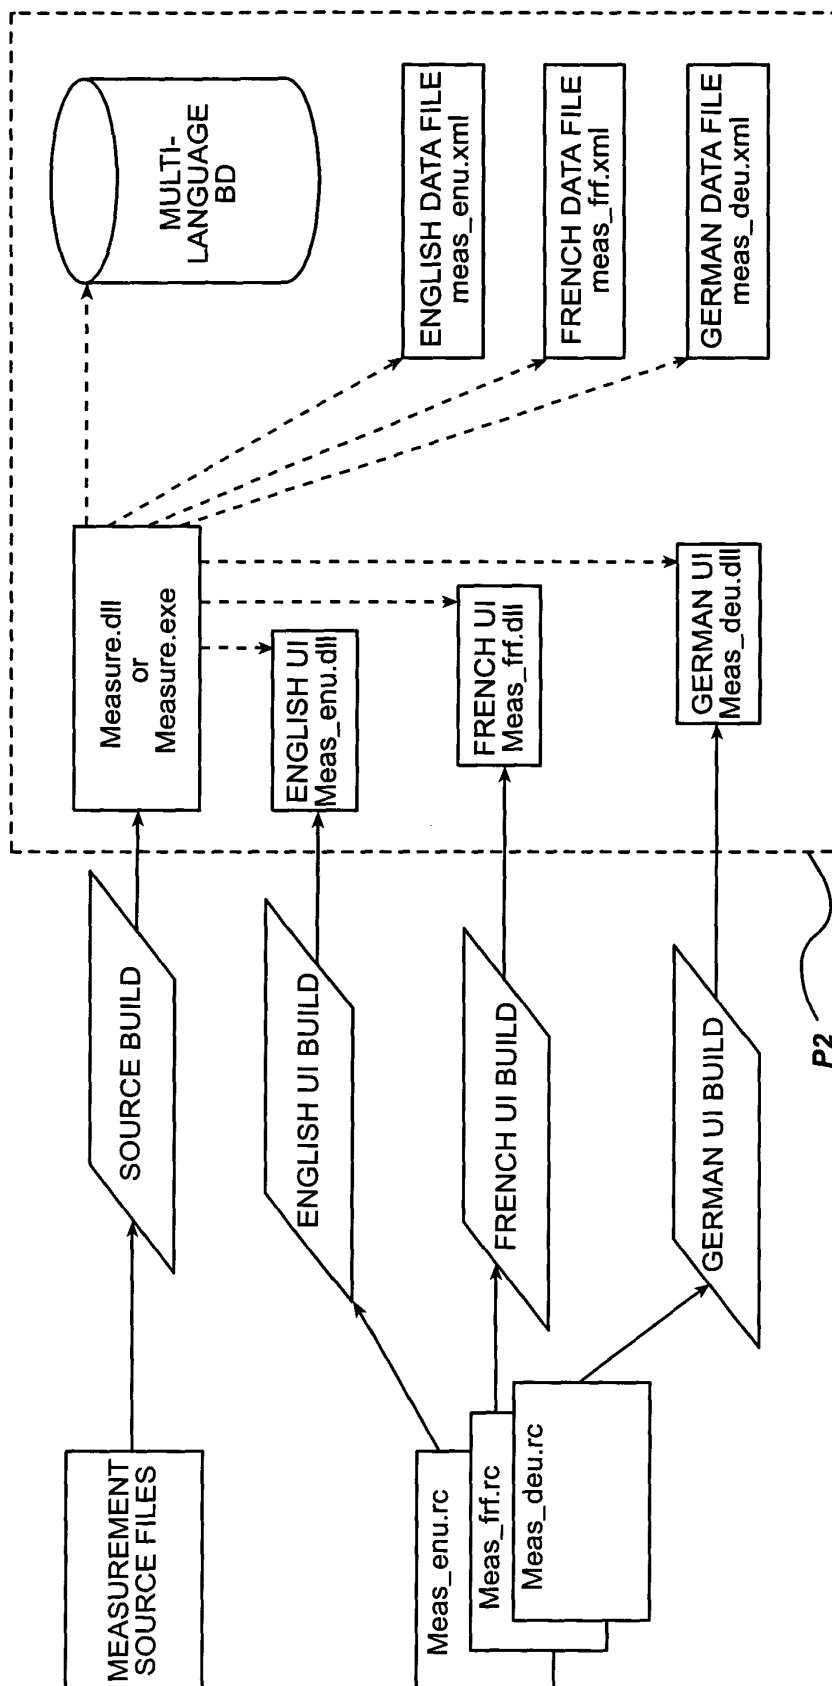 MEASUREMENT
SOURCE FILES
SOURCE BUILD
Measure.dll
or
Measure.exe
MULTI-
LANGUAGE
BD
Meas_enu.rc
Meas_frf.rc
Meas_deu.rc
ENGLISH UI BUILD
ENGLISH UI
Meas_enu.dll
FRENCH UI BUILD
FRENCH UI
Meas_frf.dll
GERMAN UI BUILD
GERMAN UI
Meas_deu.dll
ENGLISH DATA FILE
meas_enu.xml
FRENCH DATA FILE
meas_frf.xml
GERMAN DATA FILE
meas_deu.xml
P2